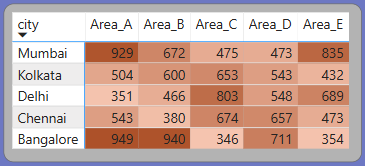 city Area_A Area_B Area_C Area_D Area_E
Mumbai 929 672 475 473 835
Kolkata 504 600 653 543 432
Delhi 351 466 803 548 689
Chennai 543 380 674 657 473
Bangalore 949 940 346 711 354